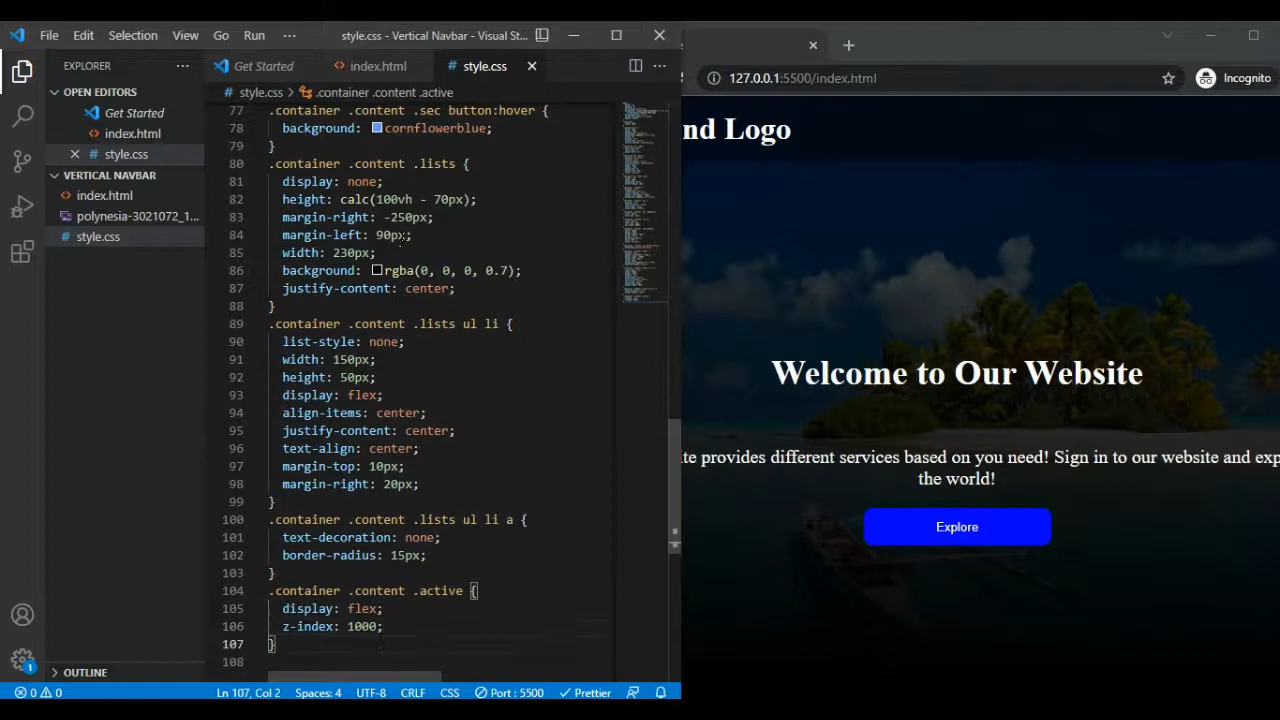 File Edit Selection View Go Run ··· style.css - Vertical Navbar - Visual St...
EXPLORER
Get Started
index.html
style.css
127.0.0.1:5500/index.html
Incognito
OPEN EDITORS
Get Started
index.html
style.css
VERTICAL NAVBAR
index.html
polynesia-3021072_1...
style.css
OUTLINE
style.css > .container .content .active
77 .container .content .sec button:hover {
78 background: cornflowerblue;
79 }
80 .container .content .lists {
81 display: none;
82 height: calc(100vh - 70px);
83 margin-right: -250px;
84 margin-left: 90px;
85 width: 230px;
86 background: rgba(0, 0, 0, 0.7);
87 justify-content: center;
88 }
89 .container .content .lists ul li {
90 list-style: none;
91 width: 150px;
92 height: 50px;
93 display: flex;
94 align-items: center;
95 justify-content: center;
96 text-align: center;
97 margin-top: 10px;
98 margin-right: 20px;
99 }
100 .container .content .lists ul li a {
101 text-decoration: none;
102 border-radius: 15px;
103 }
104 .container .content .active {
105 display: flex;
106 z-index: 1000;
107 }
108
nd Logo
Welcome to Our Website
te provides different services based on you need! Sign in to our website and exp
the world!
Explore
0 0 Ln 107, Col 2 Spaces: 4 UTF-8 CRLF CSS Port : 5500 Prettier
1